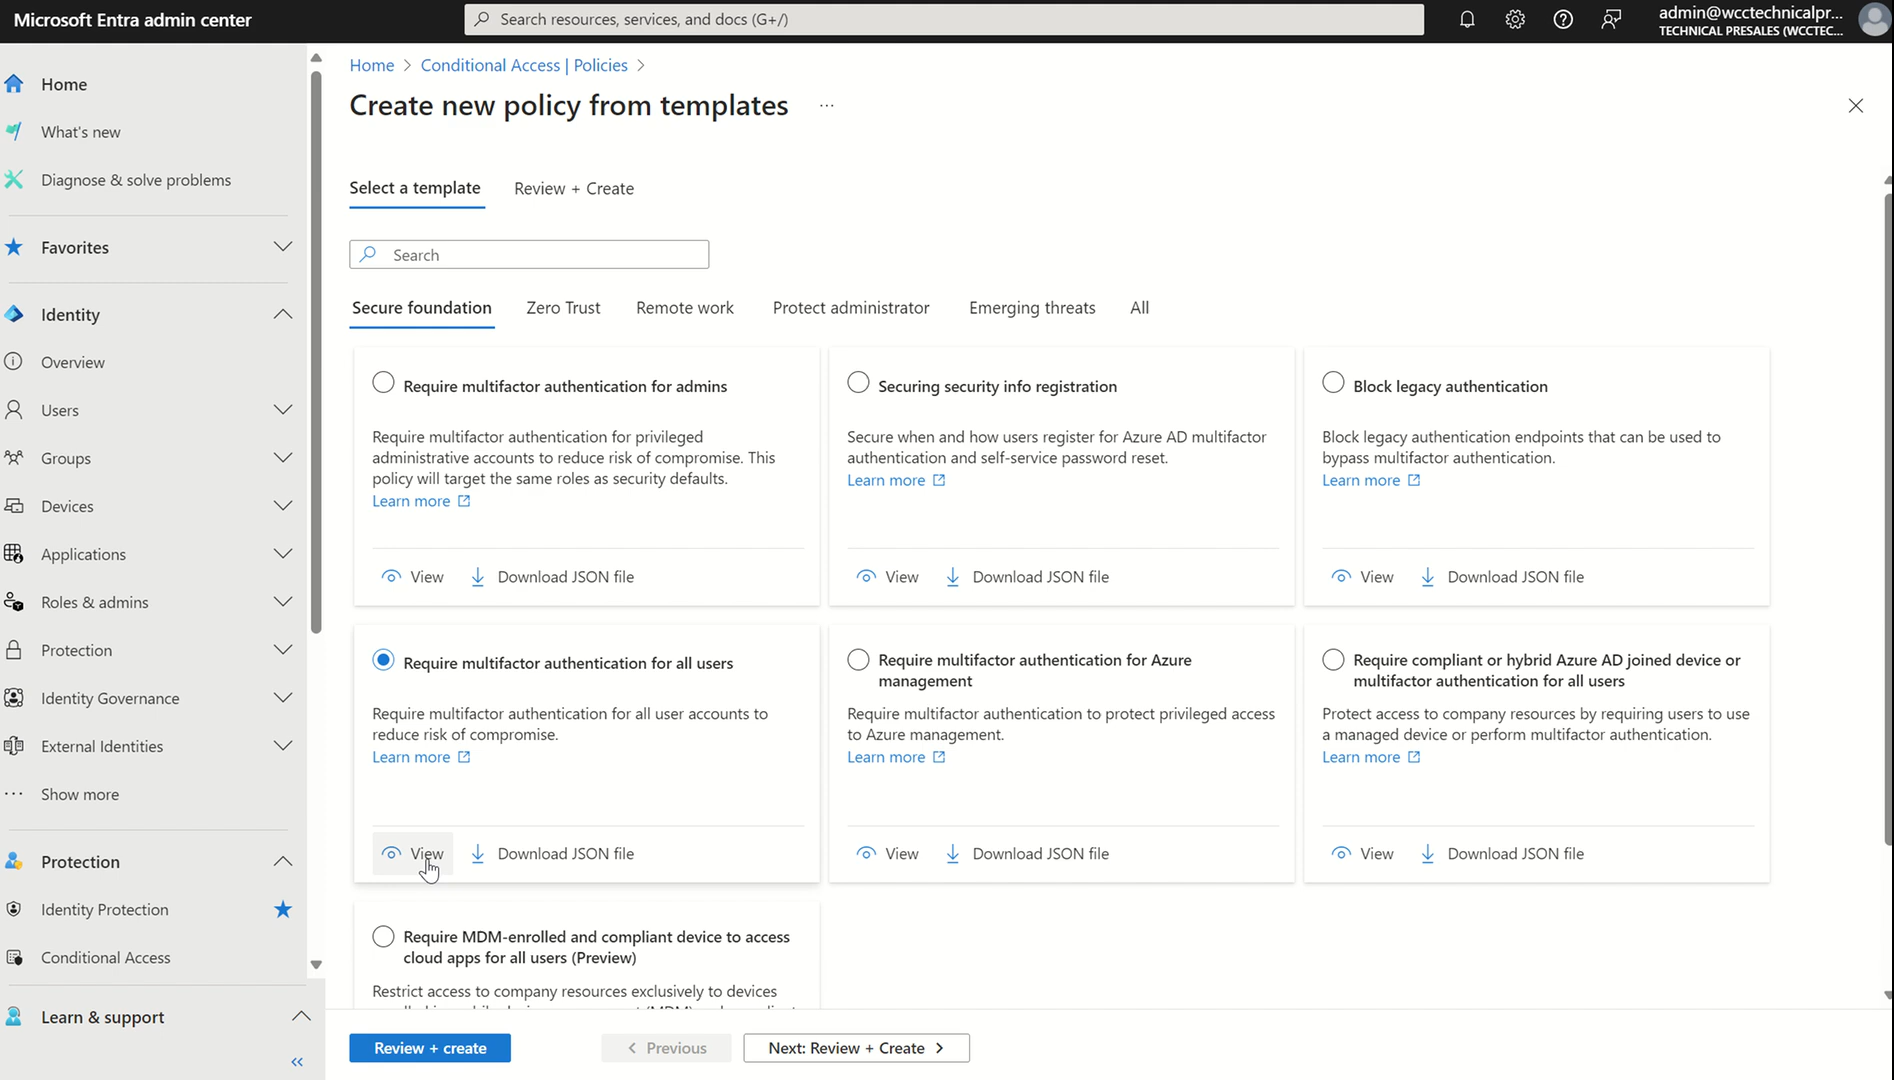 Microsoft Entra admin center
Search resources, services, and docs (G+/)
admin@wcctechnicalpr...
TECHNICAL PRESALES (WCCTEC...
Home
What's new
Diagnose & solve problems
Favorites
Identity
Overview
Users
Groups
Devices
Applications
Roles & admins
Protection
Identity Governance
External Identities
Show more
Protection
Identity Protection
Conditional Access
Learn & support
Home > Conditional Access | Policies >
Create new policy from templates ...
Select a template
Review + Create
Search
Secure foundation
Zero Trust
Remote work
Protect administrator
Emerging threats
All
Require multifactor authentication for admins
Require multifactor authentication for privileged
administrative accounts to reduce risk of compromise. This
policy will target the same roles as security defaults.
Learn more
View
Download JSON file
Securing security info registration
Secure when and how users register for Azure AD multifactor
authentication and self-service password reset.
Learn more
View
Download JSON file
Block legacy authentication
Block legacy authentication endpoints that can be used to
bypass multifactor authentication.
Learn more
View
Download JSON file
Require multifactor authentication for all users
Require multifactor authentication for all user accounts to
reduce risk of compromise.
Learn more
View
Download JSON file
Require multifactor authentication for Azure
management
Require multifactor authentication to protect privileged access
to Azure management.
Learn more
View
Download JSON file
Require compliant or hybrid Azure AD joined device or
multifactor authentication for all users
Protect access to company resources by requiring users to use
a managed device or perform multifactor authentication.
Learn more
View
Download JSON file
Require MDM-enrolled and compliant device to access
cloud apps for all users (Preview)
Restrict access to company resources exclusively to devices
Review + create
< Previous
Next: Review + Create >